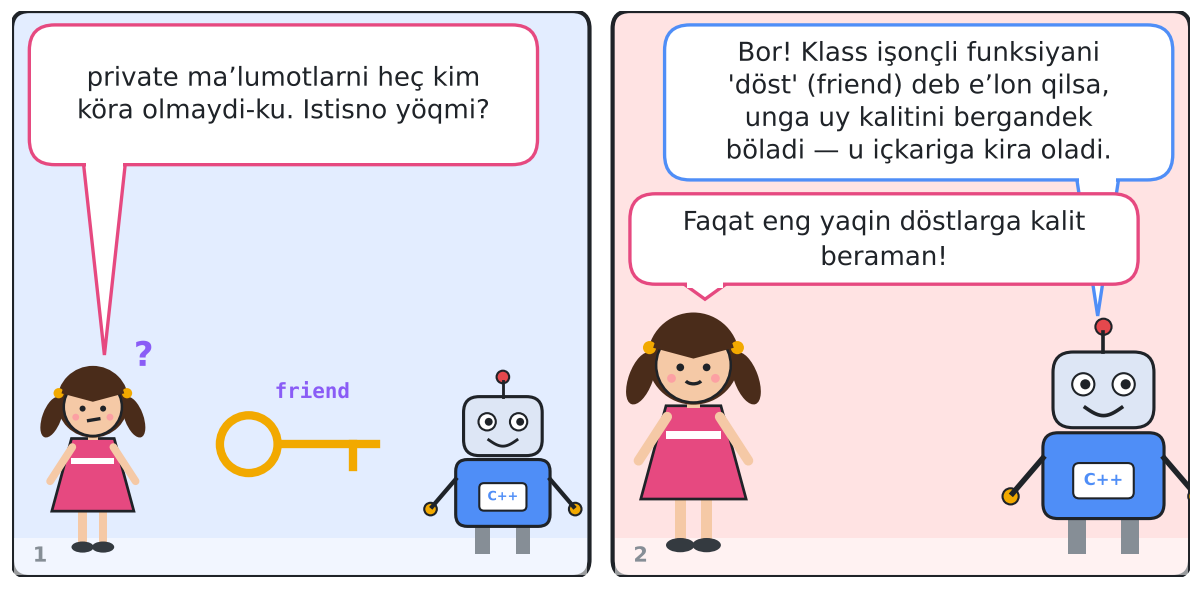 private ma’lumotlarni heç kim
köra olmaydi-ku. Istisno yöqmi?
?
friend
C++
1
Bor! Klass işonçli funksiyani
'döst' (friend) deb e’lon qilsa,
unga uy kalitini bergandek
böladi — u içkariga kira oladi.
Faqat eng yaqin döstlarga kalit
beraman!
C++
2